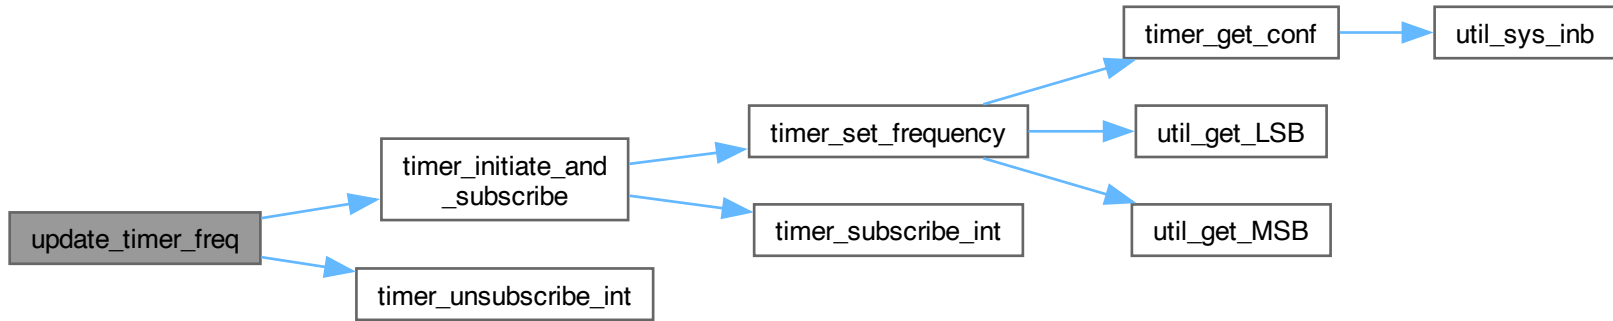 update_timer_freq
timer_initiate_and
_subscribe
timer_unsubscribe_int
timer_set_frequency
timer_subscribe_int
timer_get_conf
util_get_LSB
util_get_MSB
util_sys_inb